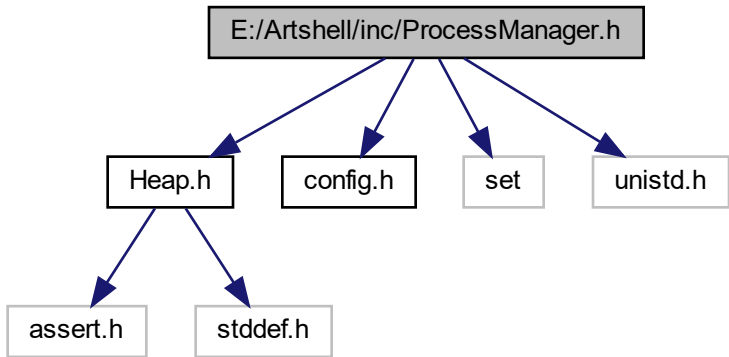 E:/Artshell/inc/ProcessManager.h
Heap.h
config.h
set
unistd.h
assert.h
stddef.h